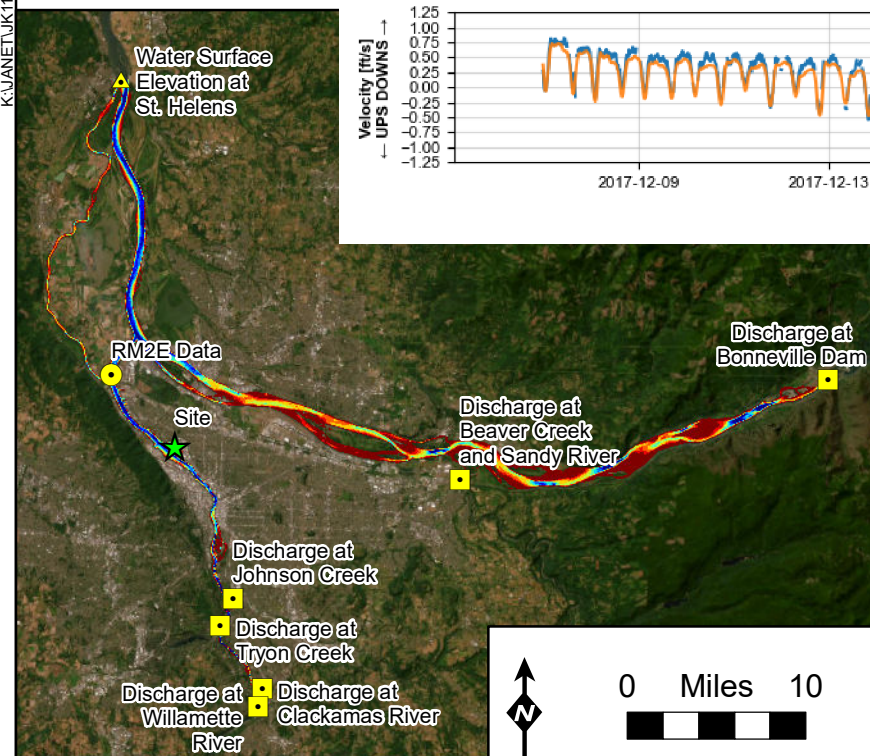 K:\JANET\JK11
1.25
1.00
0.75
0.50
0.25
0.00
−0.25
−0.50
−0.75
−1.00
−1.25
Velocity [ft/s]
← UPS DOWNS →
2017-12-09
2017-12-13
Water Surface
Elevation at
St. Helens
RM2E Data
Site
Discharge at
Bonneville Dam
Discharge at
Beaver Creek
and Sandy River
Discharge at
Johnson Creek
Discharge at
Tryon Creek
Discharge at
Clackamas River
Discharge at
Willamette
River
N
0 Miles 10